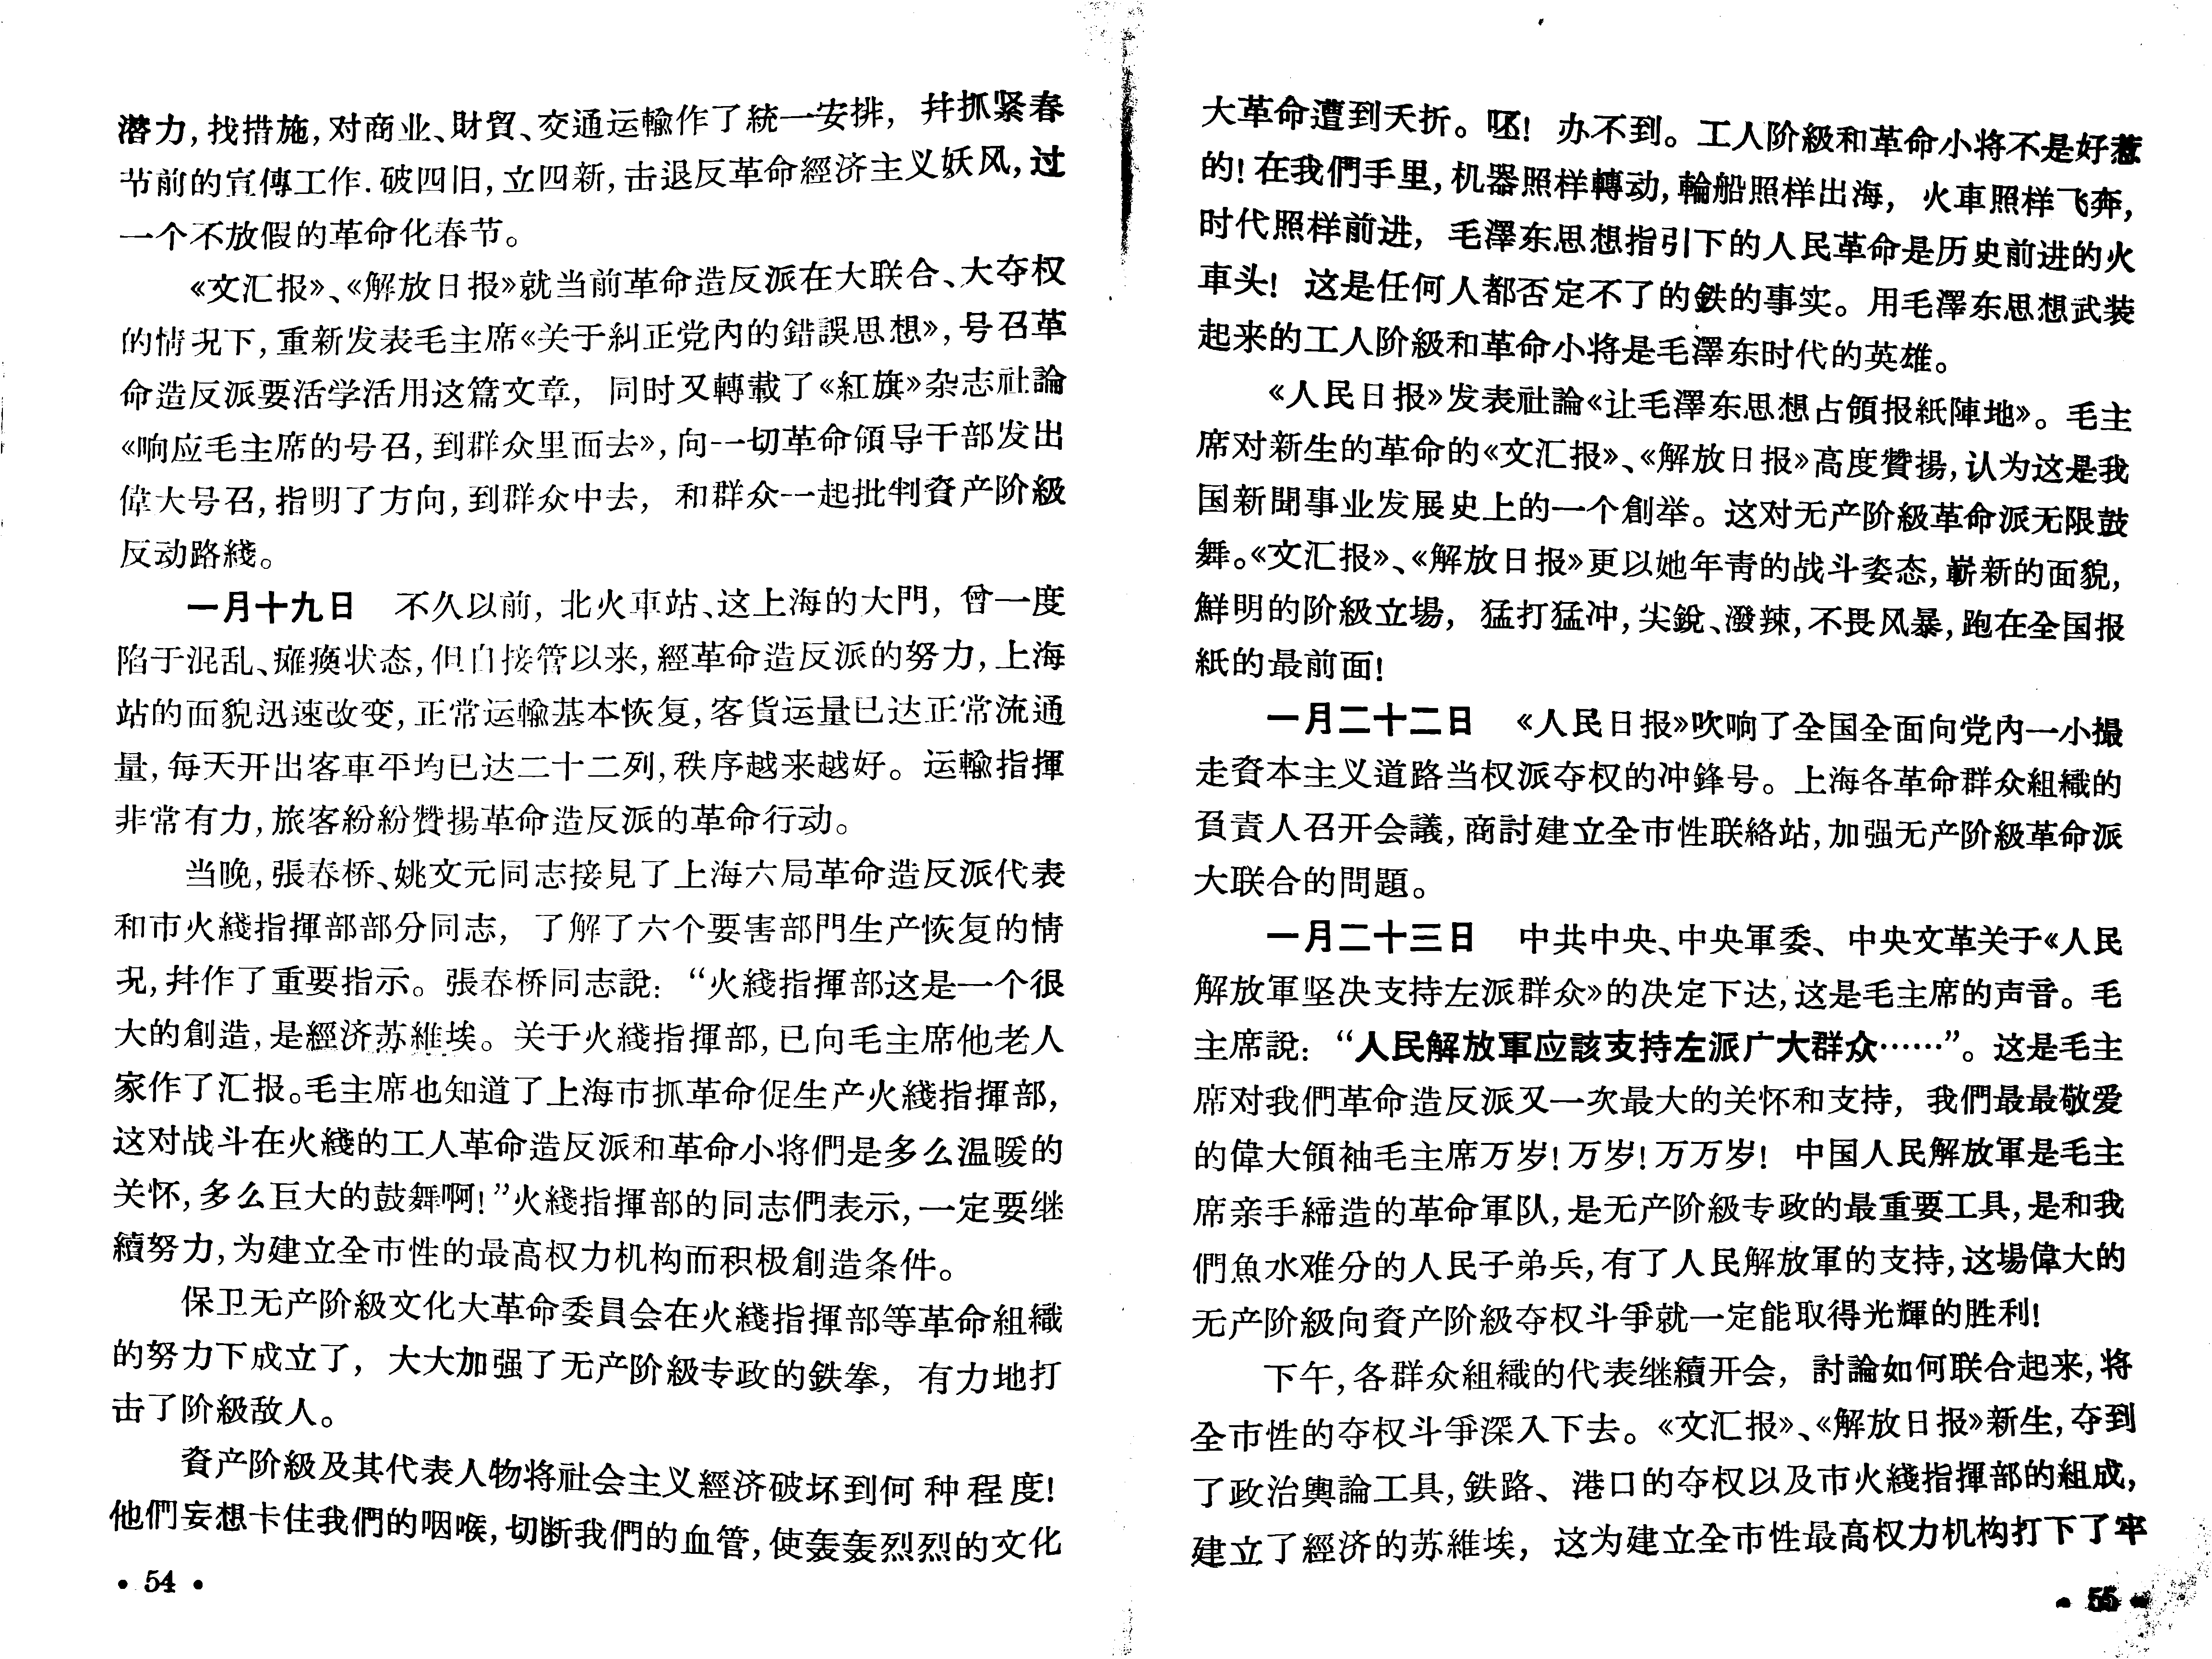 潜力,找措施,对商业、財貿、交通运輸作了統一安排，幷抓紧春
节前的宣傳工作.破四旧,立四新,击退反革命經济主义妖风,过
一个不放假的革命化春节。
《文汇报》、《解放日报》就当前革命造反派在大联合、大夺权
的情况下,重新发表毛主席《关于糾正党內的錯誤思想》,号召革
命造反派要活学活用这篇文章，同时又轉載了《紅旗》杂志社論
《响应毛主席的号召,到群众里面去》,向一切革命領导干部发出
偉大号召,指明了方向,到群众中去，和群众一起批判資产阶級
反动路綫。
一月十九日　不久以前，北火車站、这上海的大門，曾一度
陷于混乱、瘫痪状态,但自接管以来,經革命造反派的努力,上海
站的面貌迅速改变,正常运輸基本恢复,客貨运量已达正常流通
量,每天开出客車平均已达二十二列,秩序越来越好。运輸指揮
非常有力,旅客紛紛贊揚革命造反派的革命行动。
当晚,張春桥、姚文元同志接見了上海六局革命造反派代表
和市火綫指揮部部分同志，了解了六个要害部門生产恢复的情
况,幷作了重要指示。張春桥同志說：“火綫指揮部这是一个很
大的創造,是經济苏維埃。关于火綫指揮部,已向毛主席他老人
家作了汇报。毛主席也知道了上海市抓革命促生产火綫指揮部,
这对战斗在火綫的工人革命造反派和革命小将們是多么温暖的
关怀,多么巨大的鼓舞啊!”火綫指揮部的同志們表示,一定要继
續努力,为建立全市性的最高权力机构而积极創造条件。
保卫无产阶級文化大革命委員会在火綫指揮部等革命組織
的努力下成立了，大大加强了无产阶級专政的鉄拳，有力地打
击了阶級敌人。
資产阶級及其代表人物将社会主义經济破坏到何种程度!
他們妄想卡住我們的咽喉,切断我們的血管,使轰轰烈烈的文化
• 54 •
大革命遭到夭折。呸！办不到。工人阶級和革命小将不是好惹
的!在我們手里,机器照样轉动,輪船照样出海，火車照样飞奔,
时代照样前进，毛澤东思想指引下的人民革命是历史前进的火
車头！这是任何人都否定不了的鉄的事实。用毛澤东思想武装
起来的工人阶級和革命小将是毛澤东时代的英雄。
《人民日报》发表社論《让毛澤东思想占領报紙陣地》。毛主
席对新生的革命的《文汇报》、《解放日报》高度贊揚,认为这是我
国新聞事业发展史上的一个創举。这对无产阶級革命派无限鼓
舞。《文汇报》、《解放日报》更以她年青的战斗姿态,嶄新的面貌,
鮮明的阶級立場，猛打猛冲,尖銳、潑辣,不畏风暴,跑在全国报
紙的最前面!
一月二十二日　《人民日报》吹响了全国全面向党內一小撮
走資本主义道路当权派夺权的冲鋒号。上海各革命群众組織的
負責人召开会議,商討建立全市性联絡站,加强无产阶級革命派
大联合的問題。
一月二十三日　中共中央、中央軍委、中央文革关于《人民
解放軍坚决支持左派群众》的决定下达,这是毛主席的声音。毛
主席說：“人民解放軍应該支持左派广大群众……”。这是毛主
席对我們革命造反派又一次最大的关怀和支持，我們最最敬爱
的偉大領袖毛主席万岁!万岁!万万岁！中国人民解放軍是毛主
席亲手締造的革命軍队,是无产阶級专政的最重要工具,是和我
們魚水难分的人民子弟兵,有了人民解放軍的支持,这場偉大的
无产阶級向資产阶級夺权斗爭就一定能取得光輝的胜利!
下午,各群众組織的代表继續开会，討論如何联合起来,将
全市性的夺权斗爭深入下去。《文汇报》、《解放日报》新生,夺到
了政治輿論工具,鉄路、港口的夺权以及市火綫指揮部的組成,
建立了經济的苏維埃，这为建立全市性最高权力机构打下了牢
• 55 •